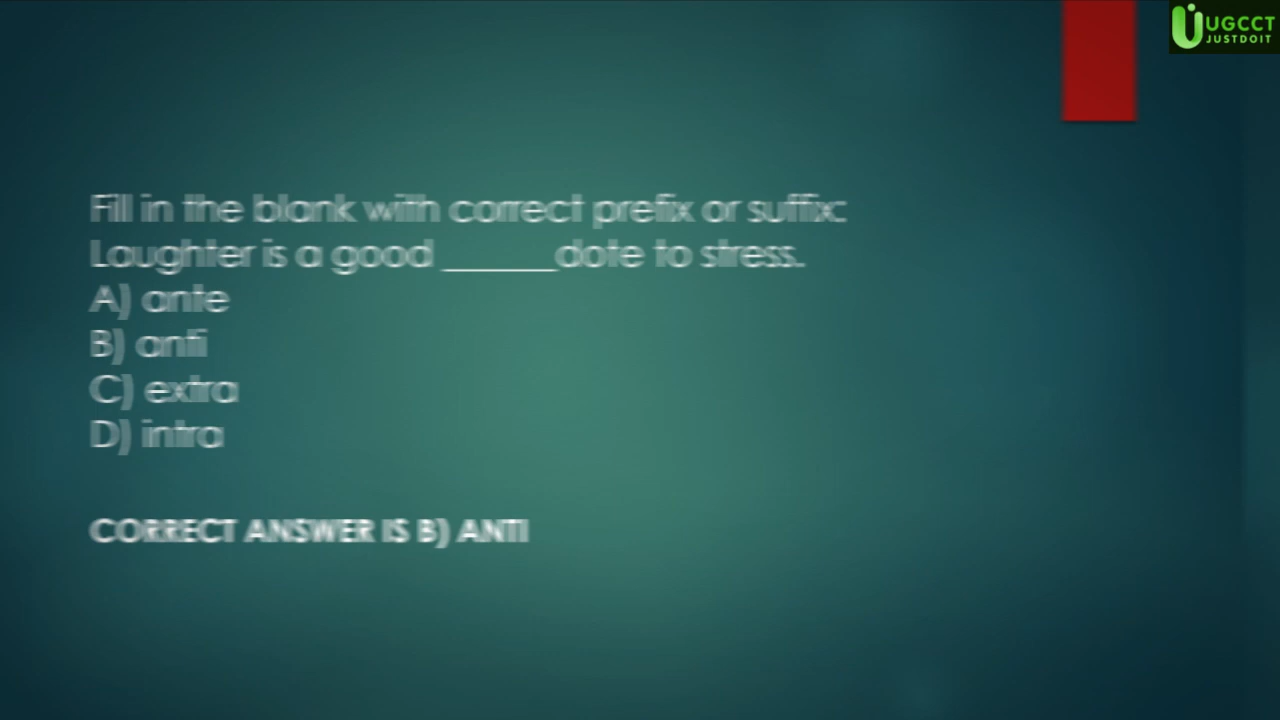 UGCCT
JUSTDOIT
Fill in the blank with correct prefix or suffix:
Laughter is a good ______dote to stress.
A) ante
B) anti
C) extra
D) intra
CORRECT ANSWER IS B) ANTI